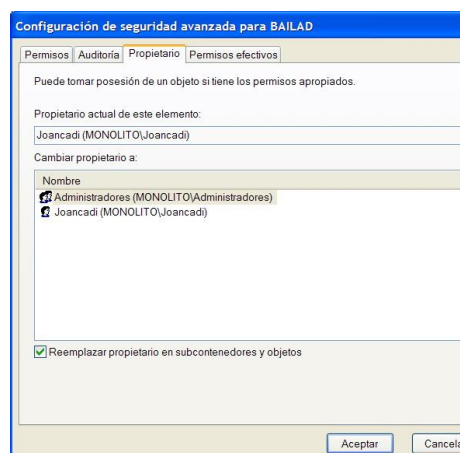 Configuración de seguridad avanzada para BAILAD
Permisos Auditoría Propietario Permisos efectivos
Puede tomar posesión de un objeto si tiene los permisos apropiados.
Propietario actual de este elemento:
Joancadi (MONOLITO\Joancadi)
Cambiar propietario a:
Nombre
Administradores (MONOLITO\Administradores)
Joancadi (MONOLITO\Joancadi)
Reemplazar propietario en subcontenedores y objetos
Aceptar Cancela